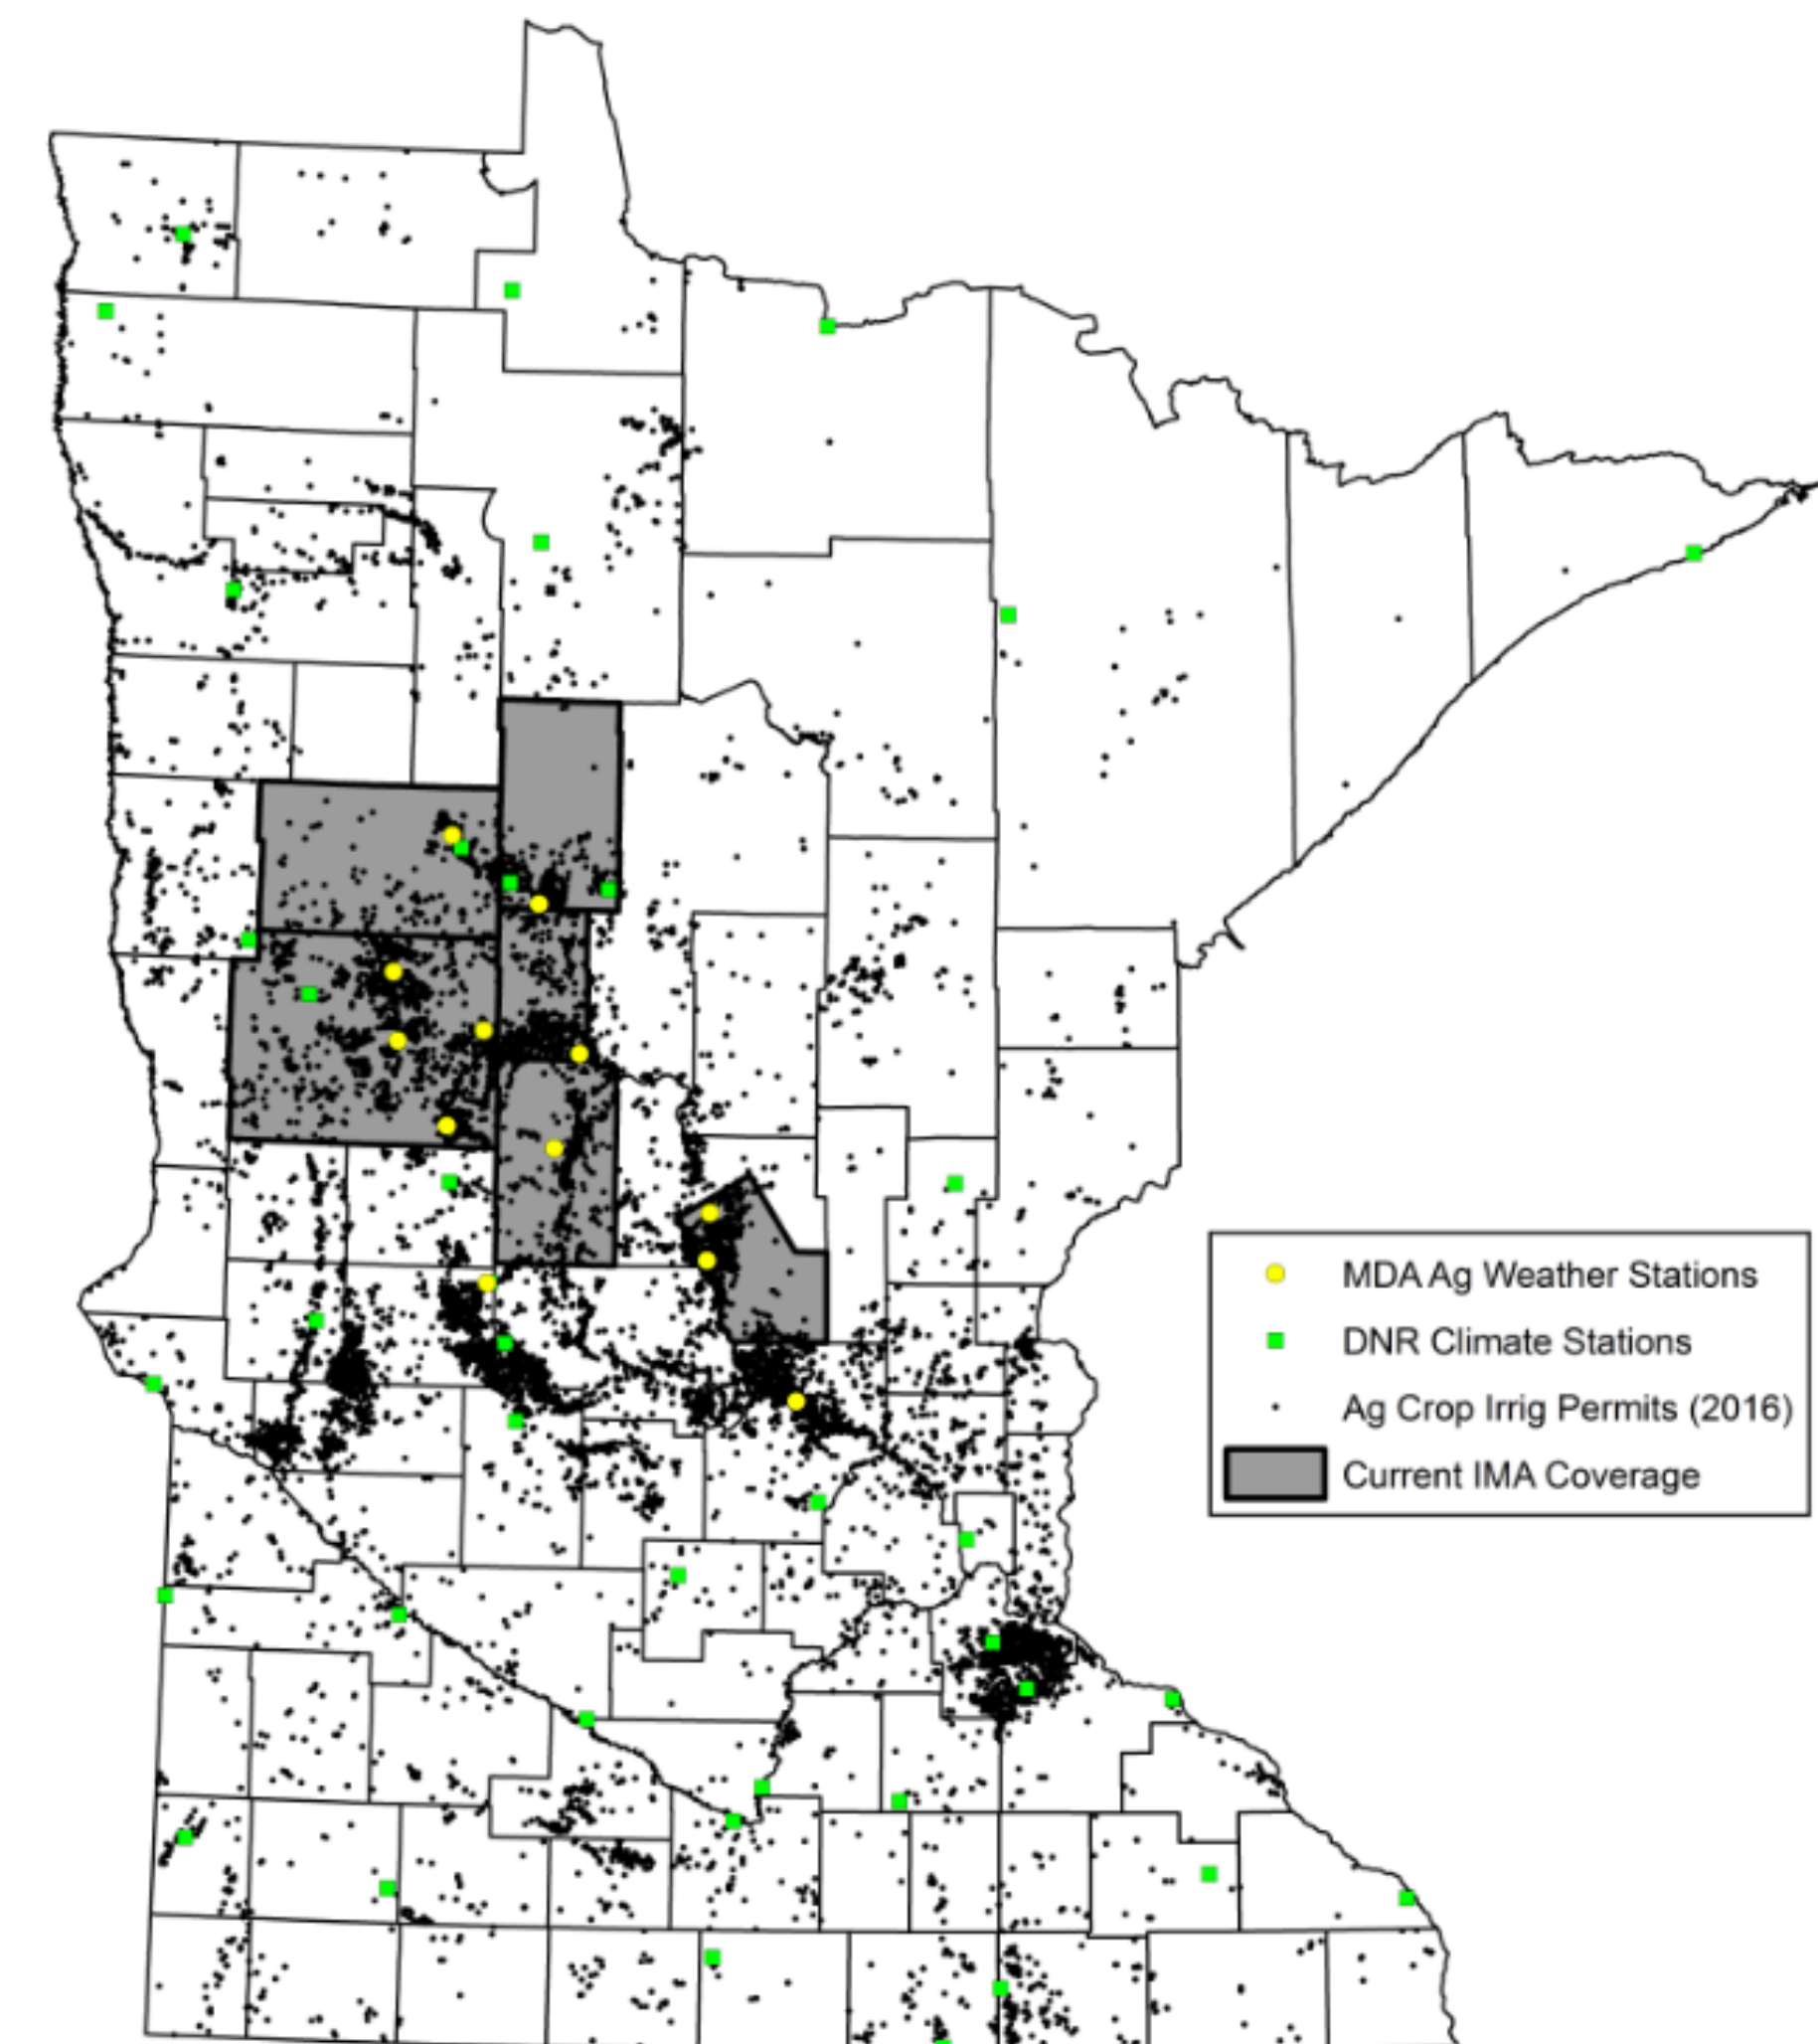 MDA Ag Weather Stations
DNR Climate Stations
Ag Crop Irrig Permits (2016)
Current IMA Coverage